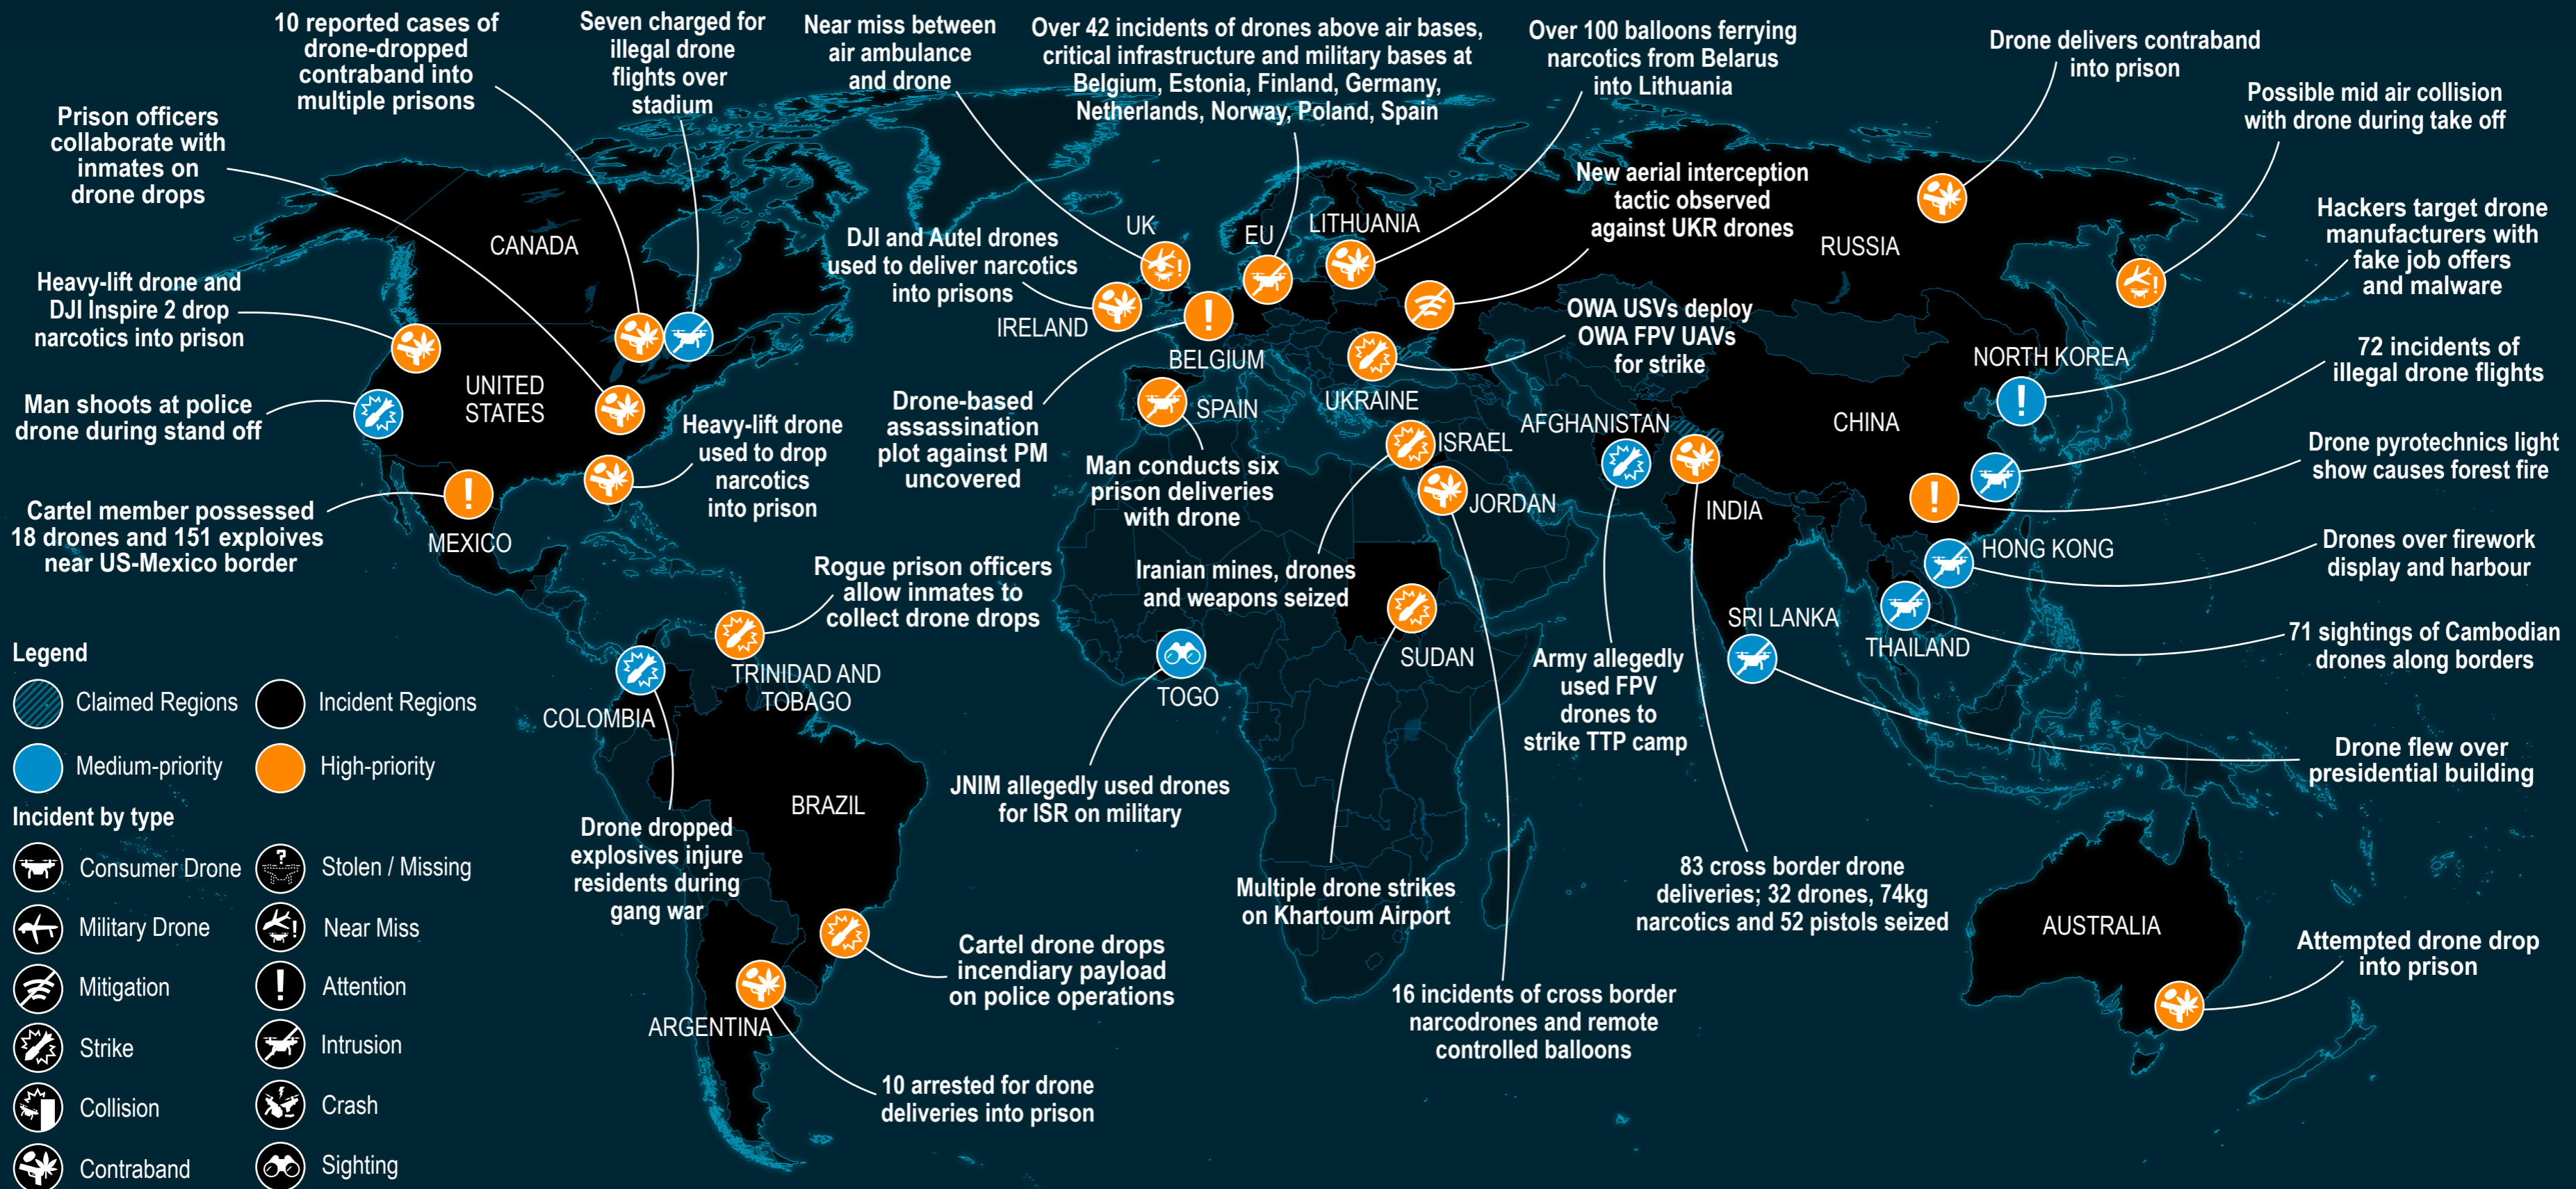 10 reported cases of
drone-dropped
contraband into
multiple prisons
Seven charged for
illegal drone
flights over
stadium
Near miss between
air ambulance
and drone
Over 42 incidents of drones above air bases,
critical infrastructure and military bases at
Belgium, Estonia, Finland, Germany,
Netherlands, Norway, Poland, Spain
Over 100 balloons ferrying
narcotics from Belarus
into Lithuania
Drone delivers contraband
into prison
Possible mid air collision
with drone during take off
Prison officers
collaborate with
inmates on
drone drops
New aerial interception
tactic observed
against UKR drones
Hackers target drone
manufacturers with
fake job offers
and malware
CANADA
UK
EU
LITHUANIA
RUSSIA
DJI and Autel drones
used to deliver narcotics
into prisons
Heavy-lift drone and
DJI Inspire 2 drop
narcotics into prison
IRELAND
BELGIUM
OWA USVs deploy
OWA FPV UAVs
for strike
NORTH KOREA
72 incidents of
illegal drone flights
UNITED
STATES
Man shoots at police
drone during stand off
Heavy-lift drone
used to drop
narcotics
into prison
Drone-based
assassination
plot against PM
uncovered
SPAIN
UKRAINE
ISRAEL
AFGHANISTAN
CHINA
Drone pyrotechnics light
show causes forest fire
Man conducts six
prison deliveries
with drone
JORDAN
INDIA
Cartel member possessed
18 drones and 151 exploives
near US-Mexico border
MEXICO
HONG KONG
Drones over firework
display and harbour
Rogue prison officers
allow inmates to
collect drone drops
Iranian mines, drones
and weapons seized
SRI LANKA
THAILAND
71 sightings of Cambodian
drones along borders
TRINIDAD AND
TOBAGO
COLOMBIA
TOGO
SUDAN
Army allegedly
used FPV
drones to
strike TTP camp
Legend
Claimed Regions
Incident Regions
Medium-priority
High-priority
Drone flew over
presidential building
JNIM allegedly used drones
for ISR on military
BRAZIL
Drone dropped
explosives injure
residents during
gang war
Incident by type
Consumer Drone
Stolen / Missing
Military Drone
Near Miss
Mitigation
Attention
Strike
Intrusion
Collision
Crash
Contraband
Sighting
Multiple drone strikes
on Khartoum Airport
83 cross border drone
deliveries; 32 drones, 74kg
narcotics and 52 pistols seized
AUSTRALIA
Attempted drone drop
into prison
Cartel drone drops
incendiary payload
on police operations
16 incidents of cross border
narcodrones and remote
controlled balloons
ARGENTINA
10 arrested for drone
deliveries into prison